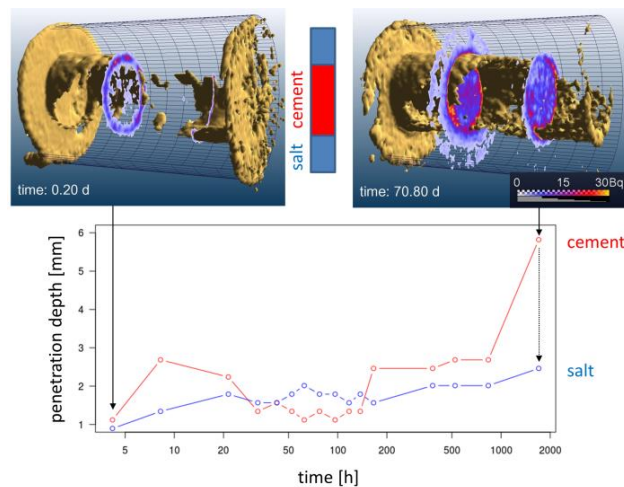 time: 0.20 d
salt cement
time: 70.80 d
0 15 30Bq
penetration depth [mm]
6
5
4
3
2
1
cement
salt
5 10 20 50 100 200 500 1000 2000
time [h]